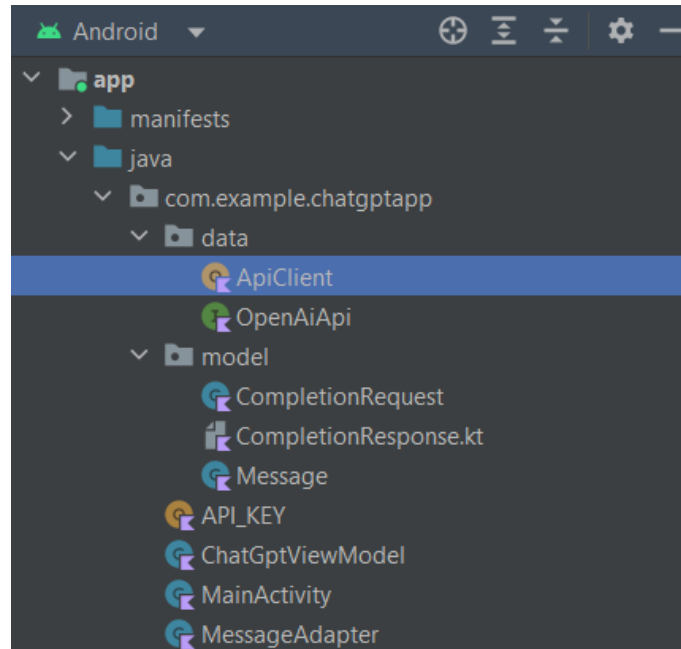 Android
app
manifests
java
com.example.chatgptapp
data
ApiClient
OpenAiApi
model
CompletionRequest
CompletionResponse.kt
Message
API_KEY
ChatGptViewModel
MainActivity
MessageAdapter